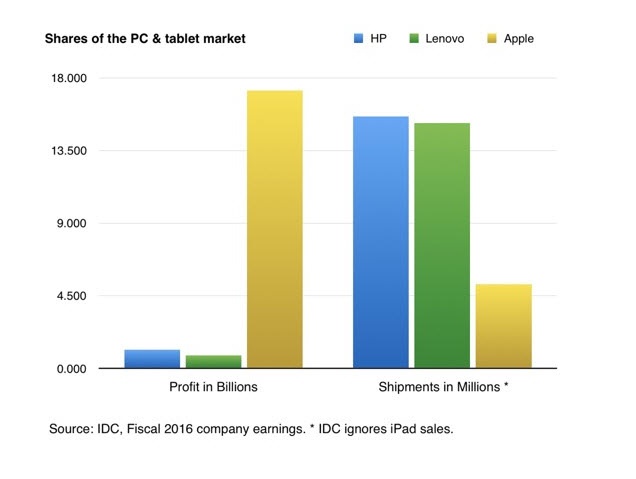 Shares of the PC & tablet market
HP Lenovo Apple
18.000
13.500
9.000
4.500
0.000
Profit in Billions
Shipments in Millions *
Source: IDC, Fiscal 2016 company earnings. * IDC ignores iPad sales.